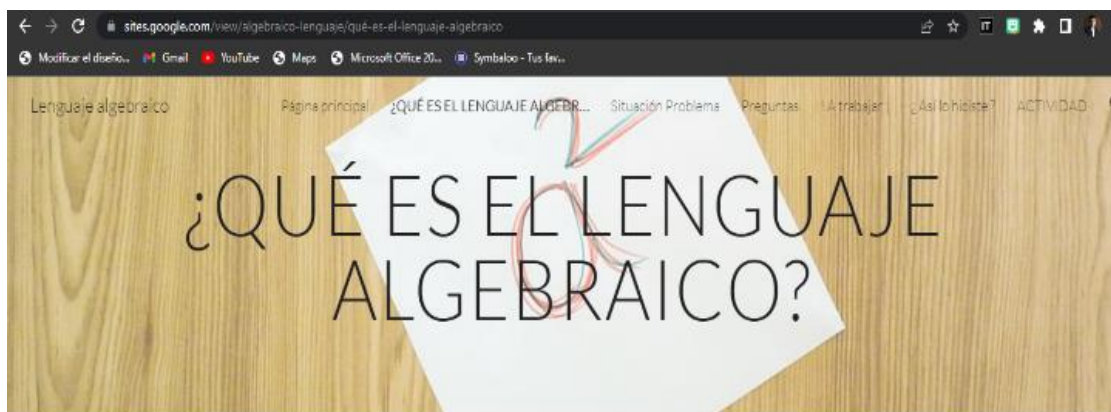 sites.google.com/view/algebraico-lenguaje/qué-es-el-lenguaje-algebraico
Modificar el diseño... Gmail YouTube Maps Microsoft Office 20... Symbaloo - Tus fav...
Lenguaje algebraico Página principal ¿QUÉ ES EL LENGUAJE ALGEBR... Situación Problema Preguntas A trabajar ¿Así lo hiciste? ACTIVIDAD
¿QUÉ ES EL LENGUAJE
ALGEBRAICO?